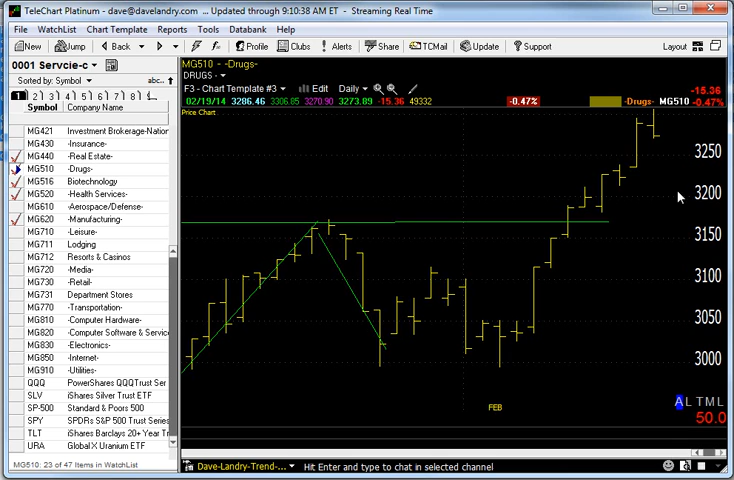 TeleChart Platinum - dave@davelandry.com ... Updated through 9:10:38 AM ET - Streaming Real Time
File WatchList Chart Template Reports Tools Databank Help
New Jump Back Profile Clubs Alerts Share TCMail Update Support Layout
0001 Servcie-c
Sorted by: Symbol abc...
1 2 3 4 5 6 7 8
Symbol Company Name
MG421 Investment Brokerage-Nation
MG430 -Insurance-
MG440 -Real Estate-
MG510 -Drugs-
MG516 Biotechnology
MG520 -Health Services-
MG610 -Aerospace/Defense-
MG620 -Manufacturing-
MG710 -Leisure-
MG711 Lodging
MG712 Resorts & Casinos
MG720 -Media-
MG730 -Retail-
MG731 Department Stores
MG770 -Transportation-
MG810 -Computer Hardware-
MG820 -Computer Software & Service
MG830 -Electronics-
MG850 -Internet-
MG910 -Utilities-
QQQ PowerShares QQQTrust Ser
SLV iShares Silver Trust ETF
SP-500 Standard & Poors 500
SPY SPDRs S&P 500 Trust Series
TLT iShares Barclays 20+ Year Tr
URA Global X Uranium ETF
MG510: 23 of 47 Items in WatchList
MG510 - -Drugs-
DRUGS -
F3 - Chart Template #3 Edit Daily
-15.36
02/19/14 3286.46 3306.85 3270.90 3273.89 -15.36 49332 -0.47% -Drugs- MG510 -0.47%
Price Chart
3250
3200
3150
3100
3050
3000
FEB
A L T M L
50.0
Dave-Landry-Trend-... Hit Enter and type to chat in selected channel